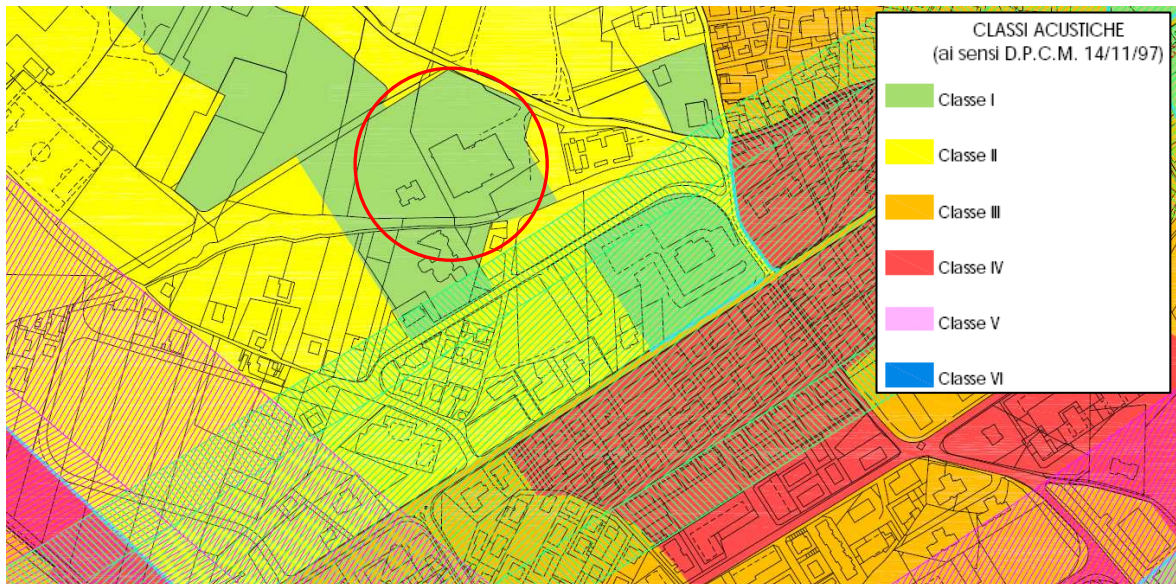 CLASSI ACUSTICHE
(ai sensi D.P.C.M. 14/11/97)
Classe I
Classe II
Classe III
Classe IV
Classe V
Classe VI